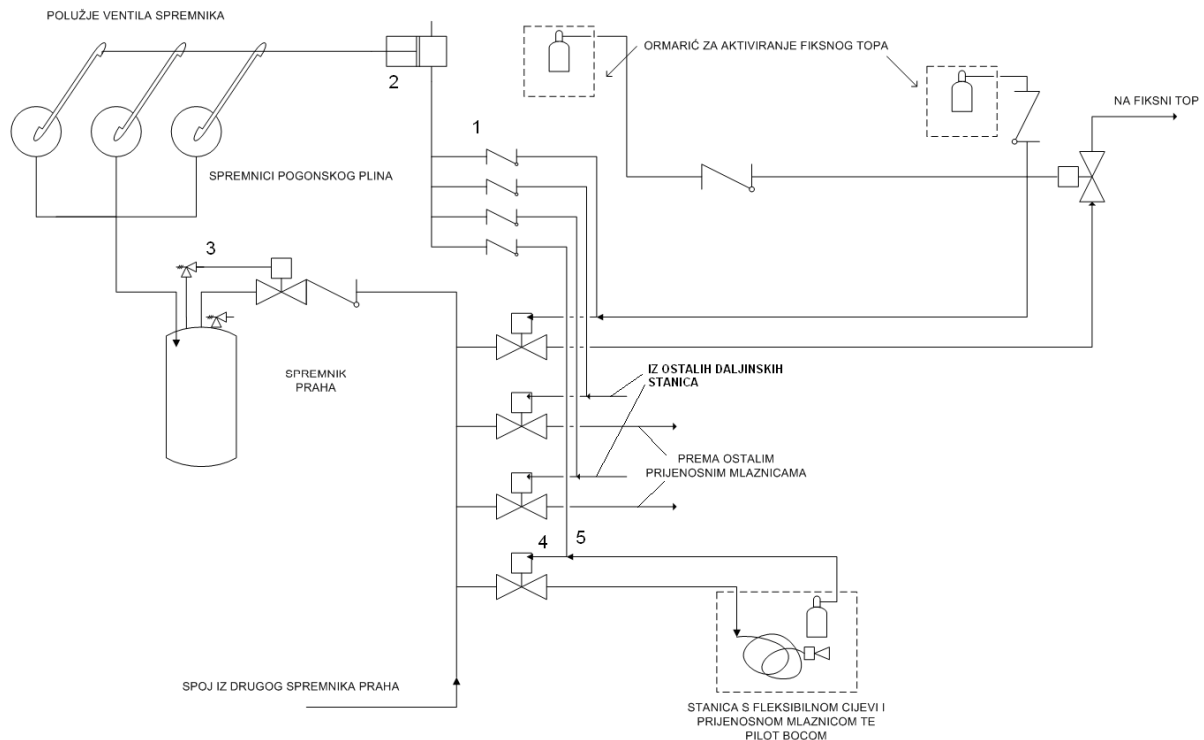 POLUŽJE VENTILA SPREMNIKA
2
ORMARIĆ ZA AKTIVIRANJE FIKSNOG TOPA
NA FIKSNI TOP
1
SPREMNICI POGONSKOG PLINA
3
SPREMNIK
PRAHA
IZ OSTALIH DALJINSKIH
STANICA
PREMA OSTALIM
PRIJENOSNIM MLAZNICAMA
4
5
SPOJ IZ DRUGOG SPREMNIKA PRAHA
STANICA S FLEKSIBILNOM CIJEVI I
PRIJENOSNOM MLAZNICOM TE
PILOT BOCOM